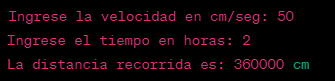 Ingrese la velocidad en cm/seg: 50
Ingrese el tiempo en horas: 2
La distancia recorrida es: 360000 cm